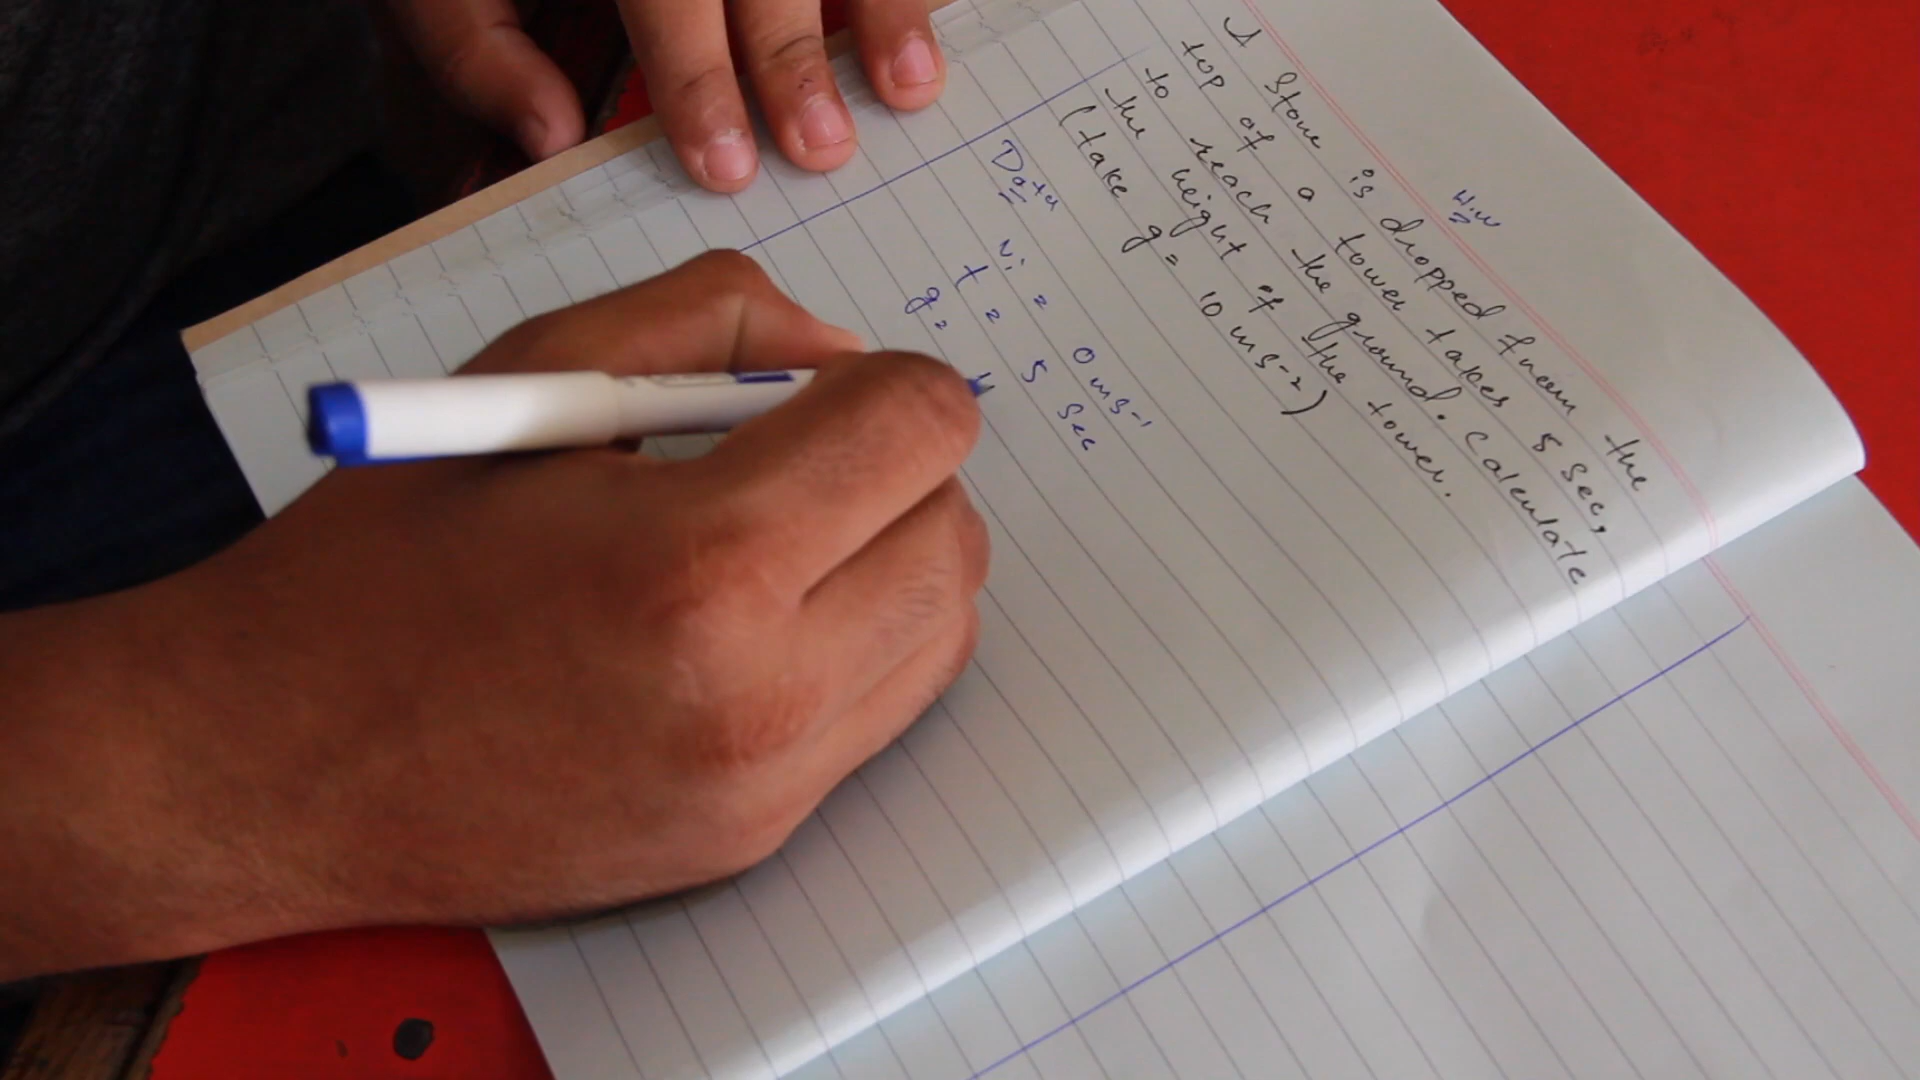 H.W
A Stone is dropped from the
top of a tower takes 5 Sec,
to reach the ground. Calculate
the height of the tower.
(take g = 10 ms-2)
Data
Vi = 0 ms-1
t = 5 Sec
g =